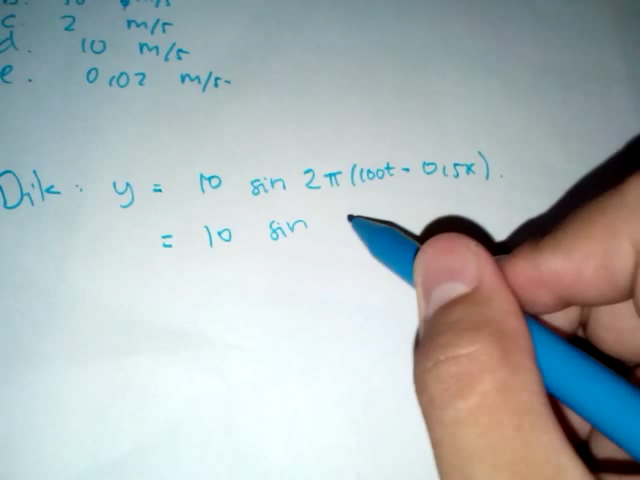 c. 2 m/s
d. 10 m/s
e. 0,02 m/s.
Dik : y = 10 sin 2π (100t - 0,5x).
= 10 sin